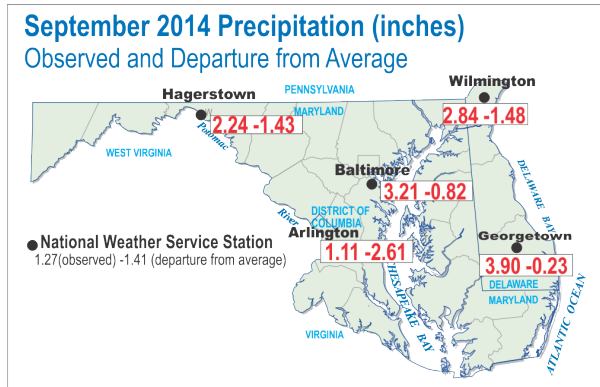 September 2014 Precipitation (inches)
Observed and Departure from Average
Wilmington
PENNSYLVANIA
Hagerstown
MARYLAND
2.84 -1.48
2.24 -1.43
Potomac
WEST VIRGINIA
Baltimore
DELAWARE BAY
3.21 -0.82
DISTRICT OF
COLUMBIA
River
Arlington
Georgetown
National Weather Service Station
1.11 -2.61
1.27(observed) -1.41 (departure from average)
3.90 -0.23
CHESAPEAKE BAY
DELAWARE
MARYLAND
ATLANTIC OCEAN
VIRGINIA